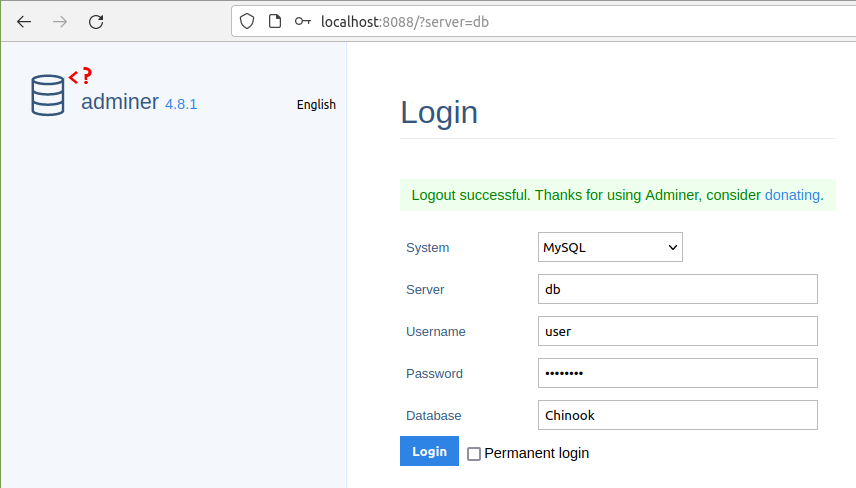 localhost:8088/?server=db
<?
adminer 4.8.1
English
Login
Logout successful. Thanks for using Adminer, consider donating.
System MySQL
Server db
Username user
Password ••••••••
Database Chinook
Login Permanent login